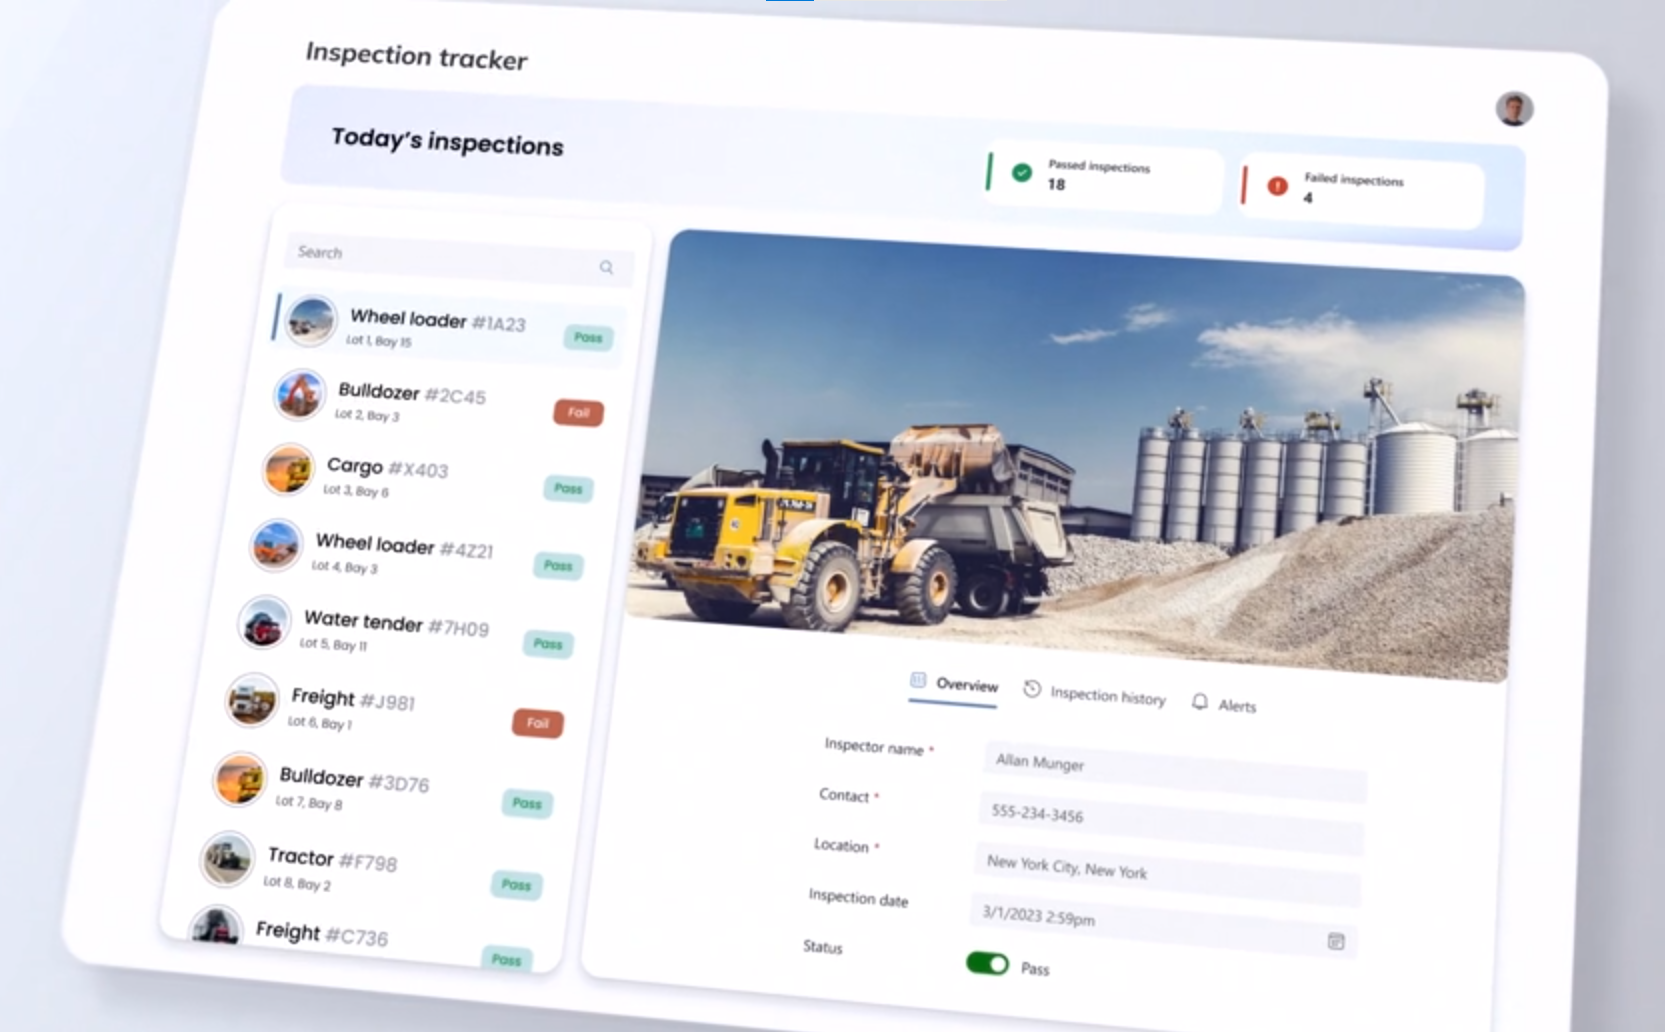 Inspection tracker
Today's inspections
Passed inspections
18
Failed inspections
4
Search
Wheel loader #1A23
Lot 1, Bay 15
Pass
Bulldozer #2C45
Lot 2, Bay 3
Fail
Cargo #X403
Lot 3, Bay 6
Pass
Wheel loader #4Z21
Lot 4, Bay 3
Pass
Water tender #7H09
Lot 5, Bay 11
Pass
Freight #J981
Lot 6, Bay 1
Fail
Bulldozer #3D76
Lot 7, Bay 8
Pass
Tractor #F798
Lot 8, Bay 2
Pass
Freight #C736
Pass
Overview
Inspection history
Alerts
Inspector name *
Allan Munger
Contact *
555-234-3456
Location *
New York City, New York
Inspection date
3/1/2023 2:59pm
Status
Pass